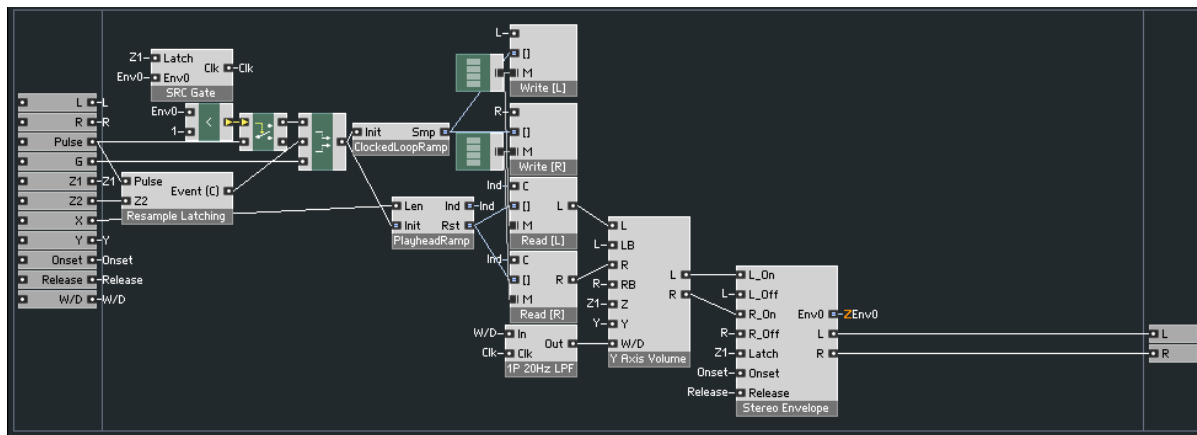 L
R
Pulse
G
Z1
Z2
X
Y
Onset
Release
W/D
L
R
Z1
Y
Onset
Release
W/D
Z1
Env0
Latch
Env0
Clk
Clk
SRC Gate
Env0
1
<
Pulse
Z2
Event (C)
Resample Latching
Init
Smp
ClockedLoopRamp
Len
Init
Ind
Rst
Ind
PlayheadRamp
L
[]
M
Write [L]
R
[]
M
Write [R]
Ind
C
[]
M
L
Read [L]
Ind
C
[]
M
R
Read [R]
W/D
Clk
In
Clk
Out
1P 20Hz LPF
L
R
Z1
Y
L
LB
R
RB
Z
Y
W/D
L
R
Y Axis Volume
L
R
Z1
Onset
Release
L_On
L_Off
R_On
R_Off
Latch
Onset
Release
Env0
L
R
ZEnv0
Stereo Envelope
L
R